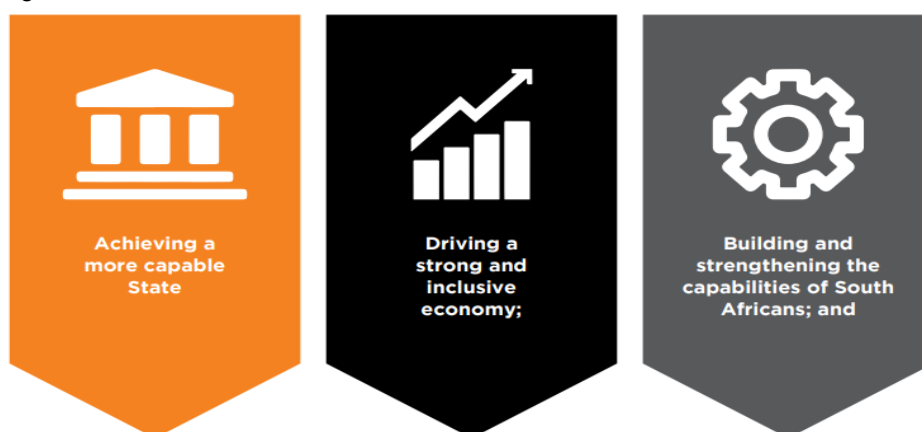 Achieving a
more capable
State
Driving a
strong and
inclusive
economy;
Building and
strengthening the
capabilities of South
Africans; and